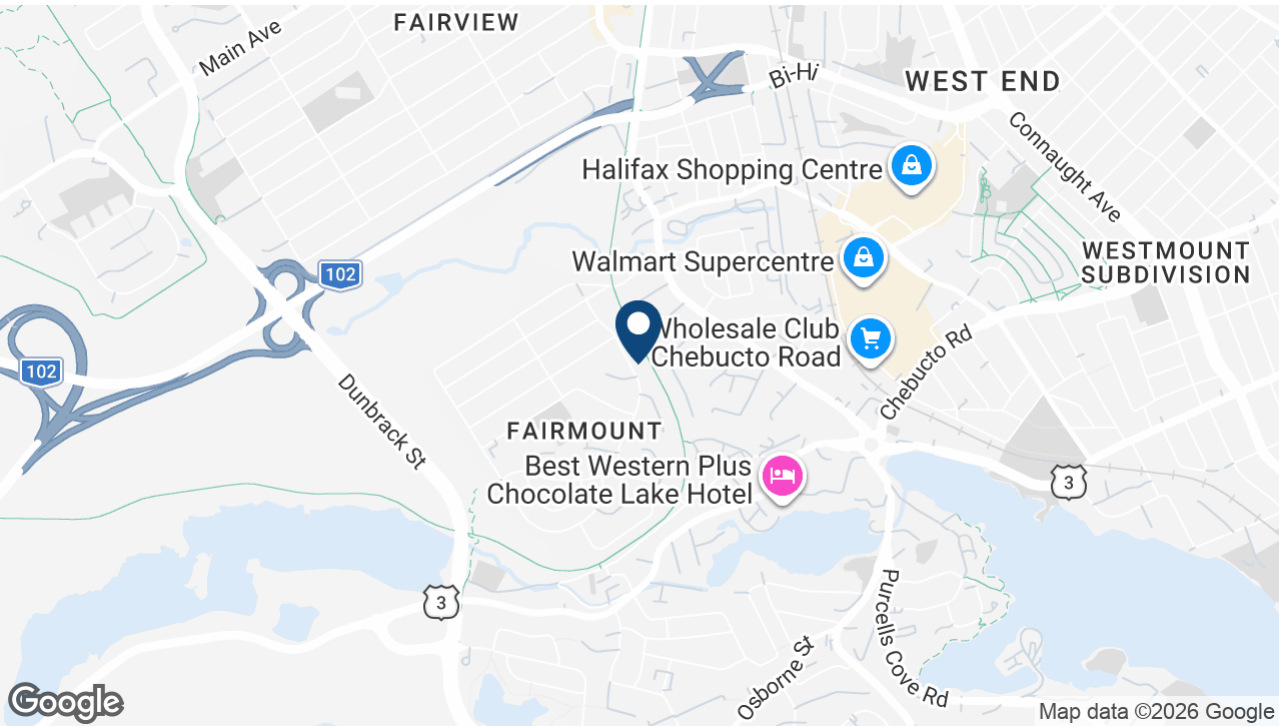 FAIRVIEW
Main Ave
Bi-Hi
WEST END
Connaught Ave
Halifax Shopping Centre
WESTMOUNT
SUBDIVISION
Walmart Supercentre
102
Wholesale Club
Chebucto Road
Chebucto Rd
102
Dunbrack St
FAIRMOUNT
Best Western Plus
Chocolate Lake Hotel
3
3
Purcells Cove Rd
Osborne St
Google
Map data ©2026 Google